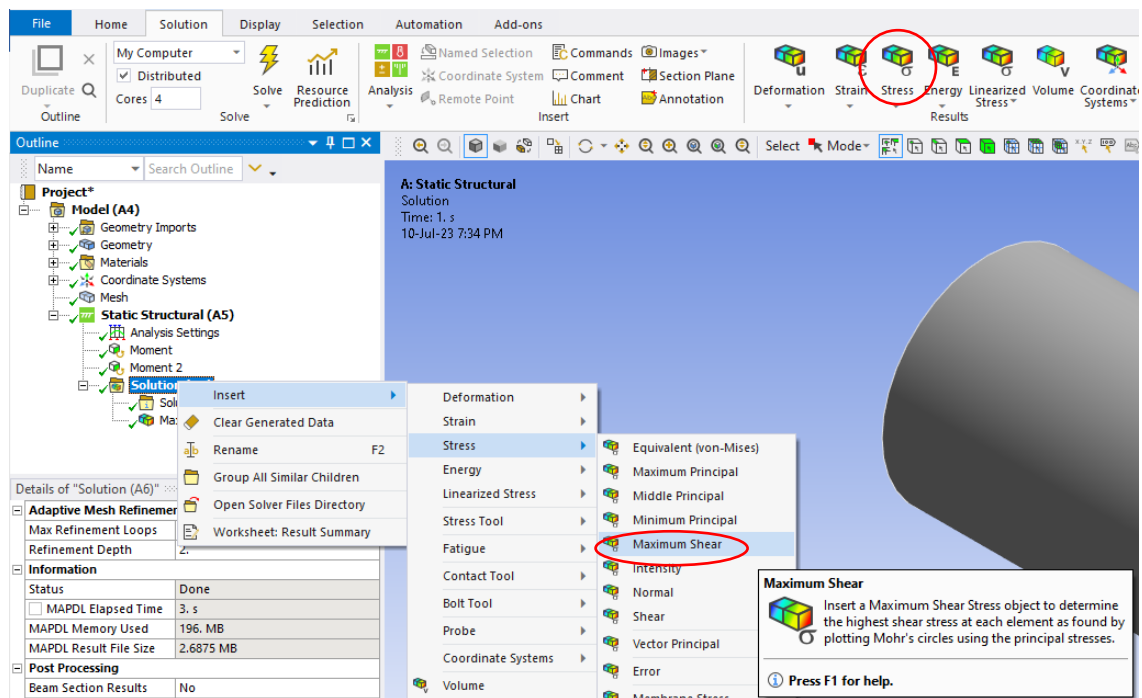 File Home Solution Display Selection Automation Add-ons
Duplicate
Outline
My Computer
Distributed
Cores 4
Solve
Resource
Prediction
Solve
Analysis
Named Selection
Coordinate System
Remote Point
Commands
Comment
Chart
Images
Section Plane
Annotation
Insert
Deformation Strain Stress Energy Linearized Volume Coordinate
Stress Systems
Results
Outline
Name Search Outline
Select Mode
Project*
Model (A4)
Geometry Imports
Geometry
Materials
Coordinate Systems
Mesh
Static Structural (A5)
Analysis Settings
Moment
Moment 2
Solution
Sol
Ma
A: Static Structural
Solution
Time: 1. s
10-Jul-23 7:34 PM
Insert
Clear Generated Data
Rename F2
Group All Similar Children
Open Solver Files Directory
Worksheet: Result Summary
Deformation
Strain
Stress
Energy
Linearized Stress
Stress Tool
Fatigue
Contact Tool
Bolt Tool
Probe
Coordinate Systems
Volume
Equivalent (von-Mises)
Maximum Principal
Middle Principal
Minimum Principal
Maximum Shear
Intensity
Normal
Shear
Vector Principal
Error
Membrane Stress
Maximum Shear
Insert a Maximum Shear Stress object to determine
the highest shear stress at each element as found by
plotting Mohr's circles using the principal stresses.
Press F1 for help.
Details of "Solution (A6)"
Adaptive Mesh Refinemen
Max Refinement Loops
Refinement Depth 2.
Information
Status Done
MAPDL Elapsed Time 3. s
MAPDL Memory Used 196. MB
MAPDL Result File Size 2.6875 MB
Post Processing
Beam Section Results No